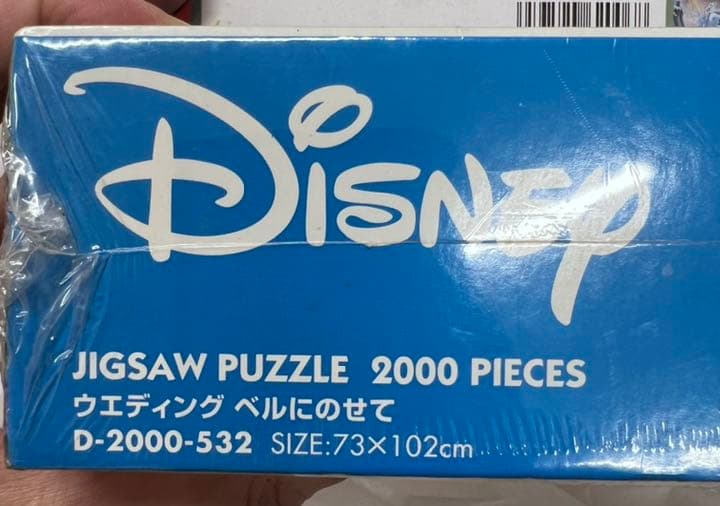 Disney
JIGSAW PUZZLE 2000 PIECES
ウエディング ベルにのせて
D-2000-532 SIZE:73×102cm